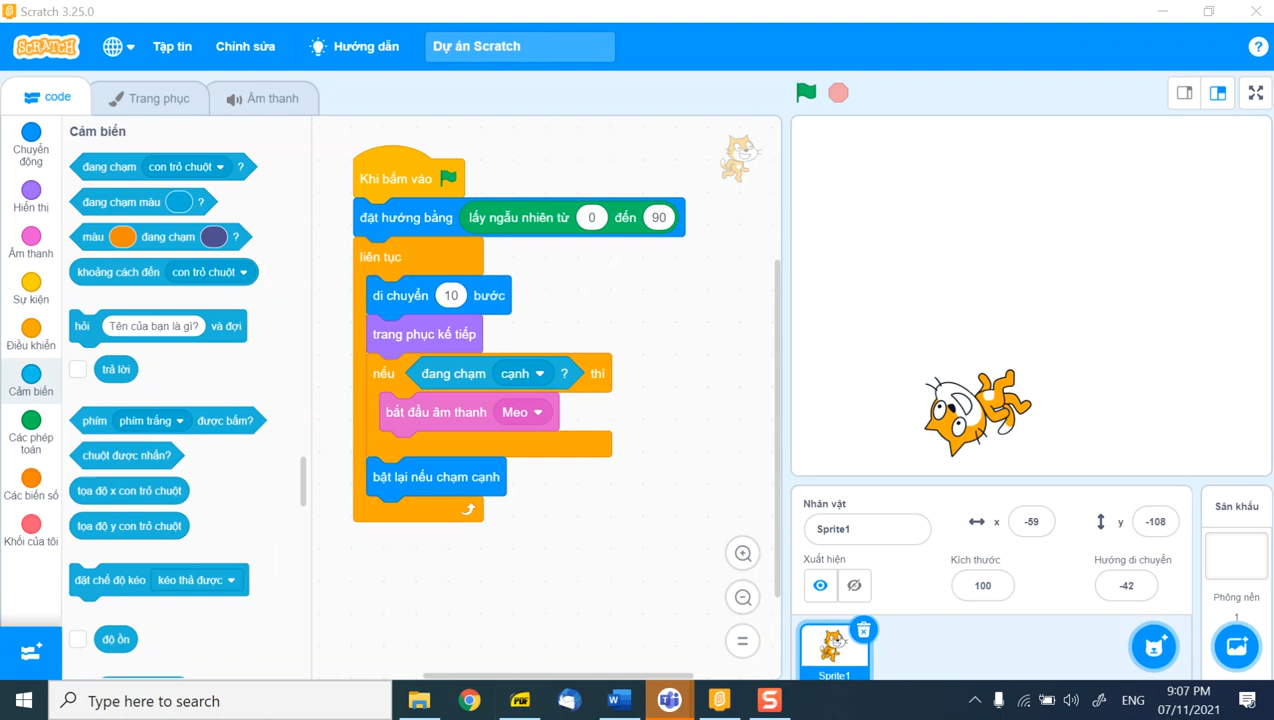 Scratch 3.25.0
SCRATCH
Tập tin
Chỉnh sửa
Hướng dẫn
Dự án Scratch
?
code
Trang phục
Âm thanh
Chuyển động
Hiển thị
Âm thanh
Sự kiện
Điều khiển
Cảm biến
Các phép toán
Các biến số
Khối của tôi
Cảm biến
đang chạm con trỏ chuột ?
đang chạm màu ?
màu đang chạm ?
khoảng cách đến con trỏ chuột
hỏi Tên của bạn là gì? và đợi
trả lời
phím phím trắng được bấm?
chuột được nhấn?
tọa độ x con trỏ chuột
tọa độ y con trỏ chuột
đặt chế độ kéo kéo thả được
độ ồn
Khi bấm vào
đặt hướng bằng lấy ngẫu nhiên từ 0 đến 90
liên tục
di chuyển 10 bước
trang phục kế tiếp
nếu đang chạm cạnh ? thì
bắt đầu âm thanh Meo
bật lại nếu chạm cạnh
Nhân vật
Sprite1
x -59
y -108
Xuất hiện
Kích thước
100
Hướng di chuyển
-42
Sprite1
Sân khấu
Phông nền
1
Type here to search
PDF
W
S
ENG
9:07 PM
07/11/2021